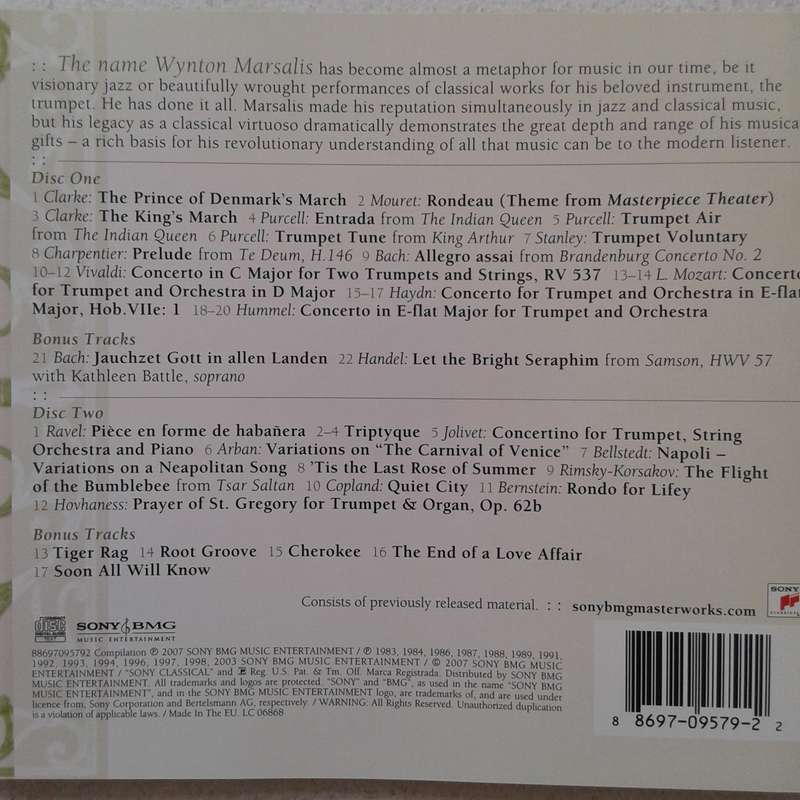 :: The name Wynton Marsalis has become almost a metaphor for music in our time, be it
visionary jazz or beautifully wrought performances of classical works for his beloved instrument, the
trumpet. He has done it all. Marsalis made his reputation simultaneously in jazz and classical music,
but his legacy as a classical virtuoso dramatically demonstrates the great depth and range of his musica
gifts – a rich basis for his revolutionary understanding of all that music can be to the modern listener.
::
Disc One
1 Clarke: The Prince of Denmark's March 2 Mouret: Rondeau (Theme from Masterpiece Theater)
3 Clarke: The King's March 4 Purcell: Entrada from The Indian Queen 5 Purcell: Trumpet Air
from The Indian Queen 6 Purcell: Trumpet Tune from King Arthur 7 Stanley: Trumpet Voluntary
8 Charpentier: Prelude from Te Deum, H.146 9 Bach: Allegro assai from Brandenburg Concerto No. 2
10–12 Vivaldi: Concerto in C Major for Two Trumpets and Strings, RV 537 13–14 L. Mozart: Concerto
for Trumpet and Orchestra in D Major 15–17 Haydn: Concerto for Trumpet and Orchestra in E-flat
Major, Hob.VIIe: 1 18–20 Hummel: Concerto in E-flat Major for Trumpet and Orchestra
Bonus Tracks
21 Bach: Jauchzet Gott in allen Landen 22 Handel: Let the Bright Seraphim from Samson, HWV 57
with Kathleen Battle, soprano
::
Disc Two
1 Ravel: Pièce en forme de habañera 2–4 Triptyque 5 Jolivet: Concertino for Trumpet, String
Orchestra and Piano 6 Arban: Variations on "The Carnival of Venice" 7 Bellstedt: Napoli –
Variations on a Neapolitan Song 8 'Tis the Last Rose of Summer 9 Rimsky-Korsakov: The Flight
of the Bumblebee from Tsar Saltan 10 Copland: Quiet City 11 Bernstein: Rondo for Lifey
12 Hovhaness: Prayer of St. Gregory for Trumpet & Organ, Op. 62b
Bonus Tracks
13 Tiger Rag 14 Root Groove 15 Cherokee 16 The End of a Love Affair
17 Soon All Will Know
Consists of previously released material. :: sonybmgmasterworks.com
SONY
CLASSICAL
disc
DIGITAL AUDIO
TEXT
SONY BMG
MUSIC ENTERTAINMENT
88697095792 Compilation ℗ 2007 SONY BMG MUSIC ENTERTAINMENT / ℗ 1983, 1984, 1986, 1987, 1988, 1989, 1991,
1992, 1993, 1994, 1996, 1997, 1998, 2003 SONY BMG MUSIC ENTERTAINMENT / © 2007 SONY BMG MUSIC
ENTERTAINMENT / "SONY CLASSICAL" and Reg. U.S. Pat. & Tm. Off. Marca Registrada. Distributed by SONY BMG
MUSIC ENTERTAINMENT. All trademarks and logos are protected. "SONY" and "BMG", as used in the name "SONY BMG
MUSIC ENTERTAINMENT", and in the SONY BMG MUSIC ENTERTAINMENT logo, are trademarks of, and are used under
licence from, Sony Corporation and Bertelsmann AG, respectively. / WARNING: All Rights Reserved. Unauthorized duplication
is a violation of applicable laws. / Made In The EU. LC 06868
8 8697-09579-2 2